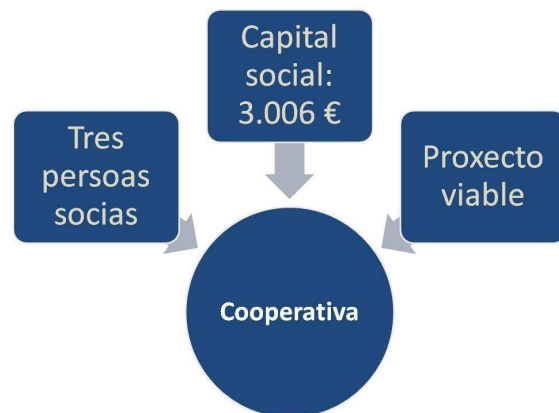 Capital
social:
3.006 €
Tres
persoas
socias
Proxecto
viable
Cooperativa